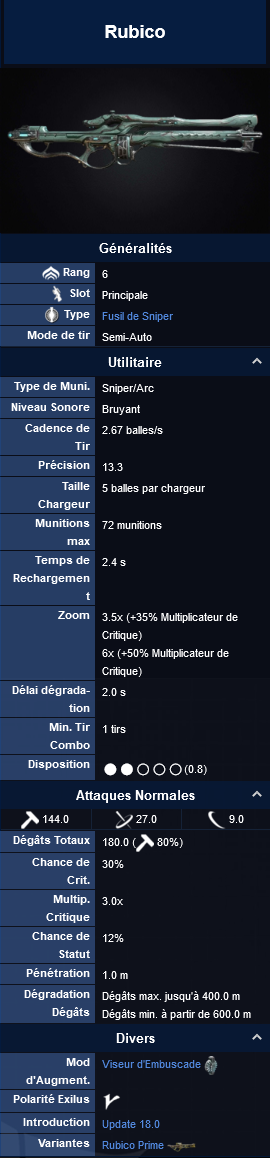 Rubico
Généralités
Rang 6
Slot Principale
Type Fusil de Sniper
Mode de tir Semi-Auto
Utilitaire
Type de Muni. Sniper/Arc
Niveau Sonore Bruyant
Cadence de 2.67 balles/s
Tir
Précision 13.3
Taille 5 balles par chargeur
Chargeur
Munitions 72 munitions
max
Temps de 2.4 s
Rechargemen
t
Zoom 3.5x (+35% Multiplicateur de
Critique)
6x (+50% Multiplicateur de
Critique)
Délai dégrada- 2.0 s
tion
Min. Tir 1 tirs
Combo
Disposition (0.8)
Attaques Normales
144.0 27.0 9.0
Dégâts Totaux 180.0 (80%)
Chance de 30%
Crit.
Multip. 3.0x
Critique
Chance de 12%
Statut
Pénétration 1.0 m
Dégradation Dégâts max. jusqu'à 400.0 m
Dégâts Dégâts min. à partir de 600.0 m
Divers
Mod Viseur d'Embuscade
d'Augment.
Polarité Exilus
Introduction Update 18.0
Variantes Rubico Prime